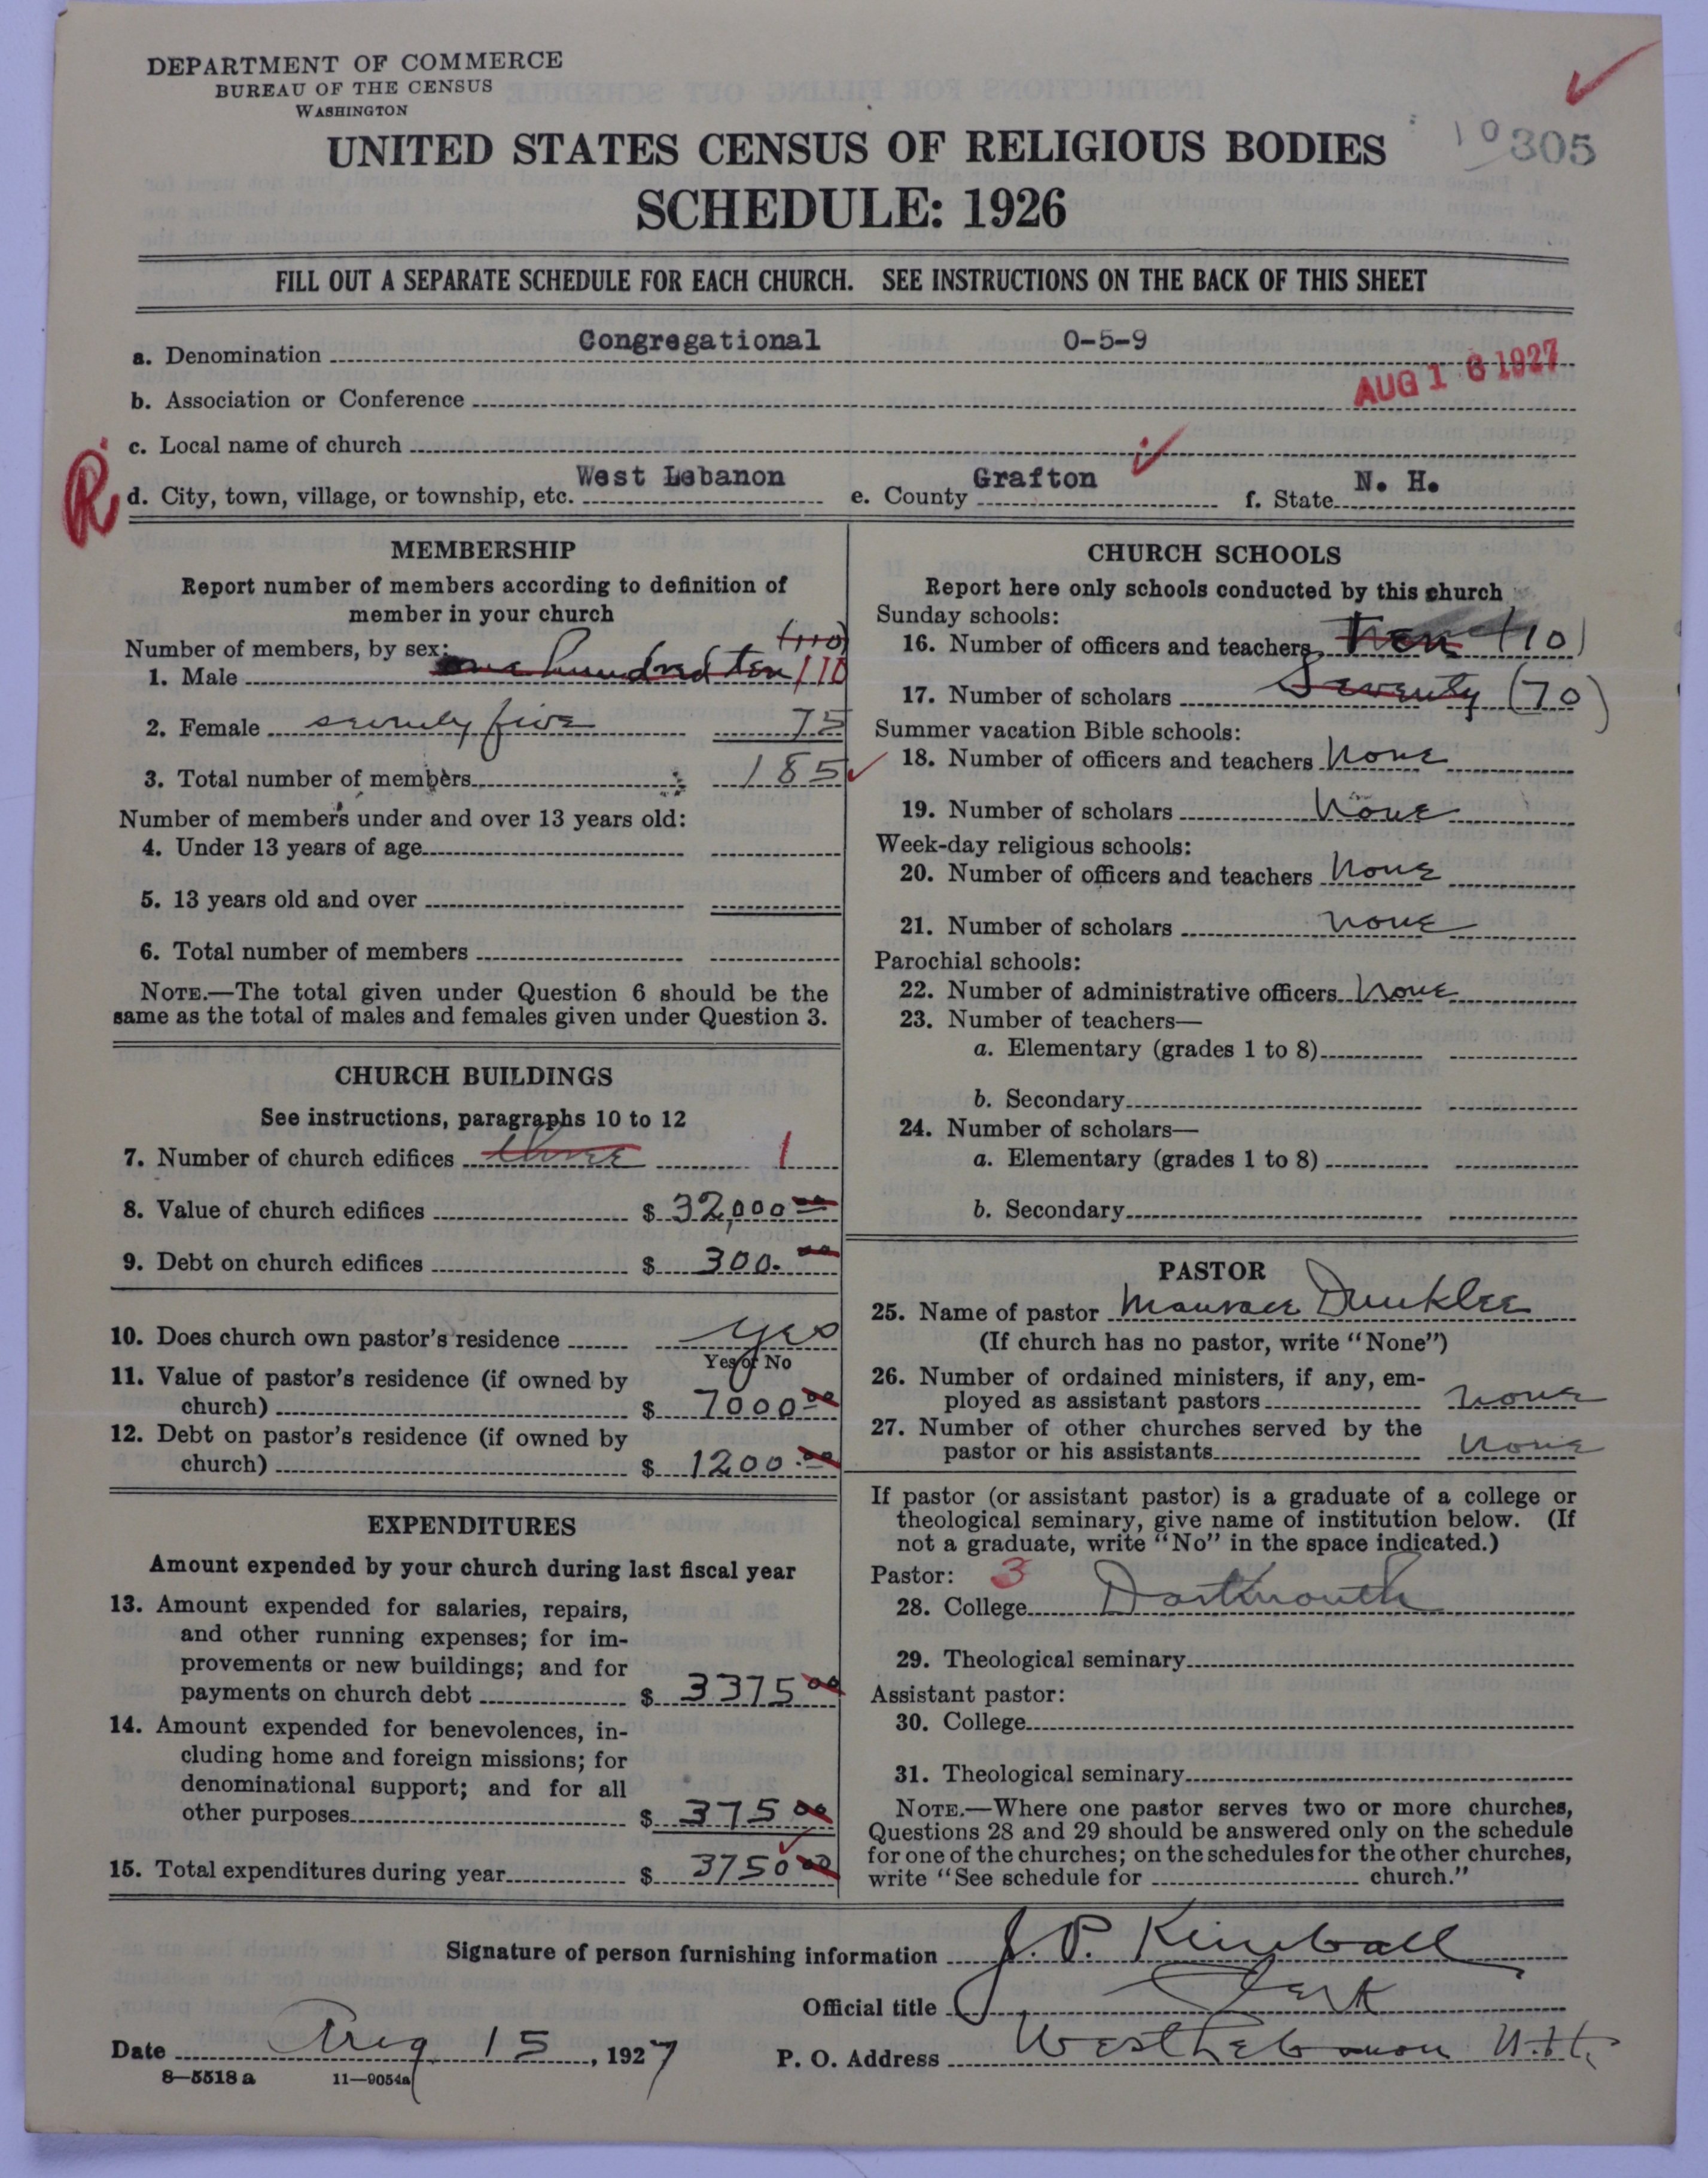 DEPARTMENT OF COMMERCE
BUREAU OF THE CENSUS
WASHINGTON
UNITED STATES CENSUS OF RELIGIOUS BODIES
10305
SCHEDULE: 1926
FILL OUT A SEPARATE SCHEDULE FOR EACH CHURCH. SEE INSTRUCTIONS ON THE BACK OF THIS SHEET
a. Denomination Congregational 0-5-9
AUG 16 1927
b. Association or Conference
c. Local name of church
R
d. City, town, village, or township, etc. West Lebanon e. County Grafton f. State N. H.
MEMBERSHIP
Report number of members according to definition of
member in your church
Number of members, by sex: (110)
1. Male one hundred ten 110
2. Female seventy five 75
3. Total number of members 185
Number of members under and over 13 years old:
4. Under 13 years of age
5. 13 years old and over
6. Total number of members
NOTE.—The total given under Question 6 should be the
same as the total of males and females given under Question 3.
CHURCH BUILDINGS
See instructions, paragraphs 10 to 12
7. Number of church edifices three 1
8. Value of church edifices $ 32,000 00
9. Debt on church edifices $ 300. 00
10. Does church own pastor's residence yes
Yes or No
11. Value of pastor's residence (if owned by
church) $ 7000 00
12. Debt on pastor's residence (if owned by
church) $ 1200. 00
EXPENDITURES
Amount expended by your church during last fiscal year
13. Amount expended for salaries, repairs,
and other running expenses; for im-
provements or new buildings; and for
payments on church debt $ 3375 00
14. Amount expended for benevolences, in-
cluding home and foreign missions; for
denominational support; and for all
other purposes $ 375 00
15. Total expenditures during year $ 3750 00
CHURCH SCHOOLS
Report here only schools conducted by this church
Sunday schools:
16. Number of officers and teachers Ten (10)
17. Number of scholars Seventy (70)
Summer vacation Bible schools:
18. Number of officers and teachers None
19. Number of scholars None
Week-day religious schools:
20. Number of officers and teachers None
21. Number of scholars None
Parochial schools:
22. Number of administrative officers None
23. Number of teachers—
a. Elementary (grades 1 to 8)
b. Secondary
24. Number of scholars—
a. Elementary (grades 1 to 8)
b. Secondary
PASTOR
25. Name of pastor Maurace Dunklee
(If church has no pastor, write "None")
26. Number of ordained ministers, if any, em-
ployed as assistant pastors None
27. Number of other churches served by the
pastor or his assistants None
If pastor (or assistant pastor) is a graduate of a college or
theological seminary, give name of institution below. (If
not a graduate, write "No" in the space indicated.)
Pastor: 3
28. College Dartmouth
29. Theological seminary
Assistant pastor:
30. College
31. Theological seminary
NOTE.—Where one pastor serves two or more churches,
Questions 28 and 29 should be answered only on the schedule
for one of the churches; on the schedules for the other churches,
write "See schedule for church."
Signature of person furnishing information J. P. Kimball
Official title Clerk
Date Aug 15, 1927 P. O. Address West Lebanon N.H.
8—5518 a 11—9054a